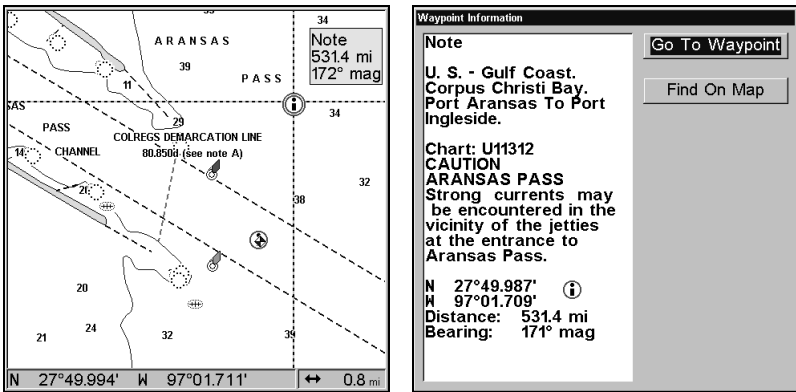 33
34
Note
531.4 mi
172° mag
ARANSAS
39
PASS
11
34
29
PASS
COLREGS DEMARCATION LINE
80.850d (see note A)
14
CHANNEL
32
38
20
24
21
32
39
N 27°49.994' W 97°01.711' ↔ 0.8 mi
Waypoint Information
Note
U. S. - Gulf Coast.
Corpus Christi Bay.
Port Aransas To Port
Ingleside.
Chart: U11312
CAUTION
ARANSAS PASS
Strong currents may
be encountered in the
vicinity of the jetties
at the entrance to
Aransas Pass.
N 27°49.987'
W 97°01.709'
Distance: 531.4 mi
Bearing: 171° mag
Go To Waypoint
Find On Map